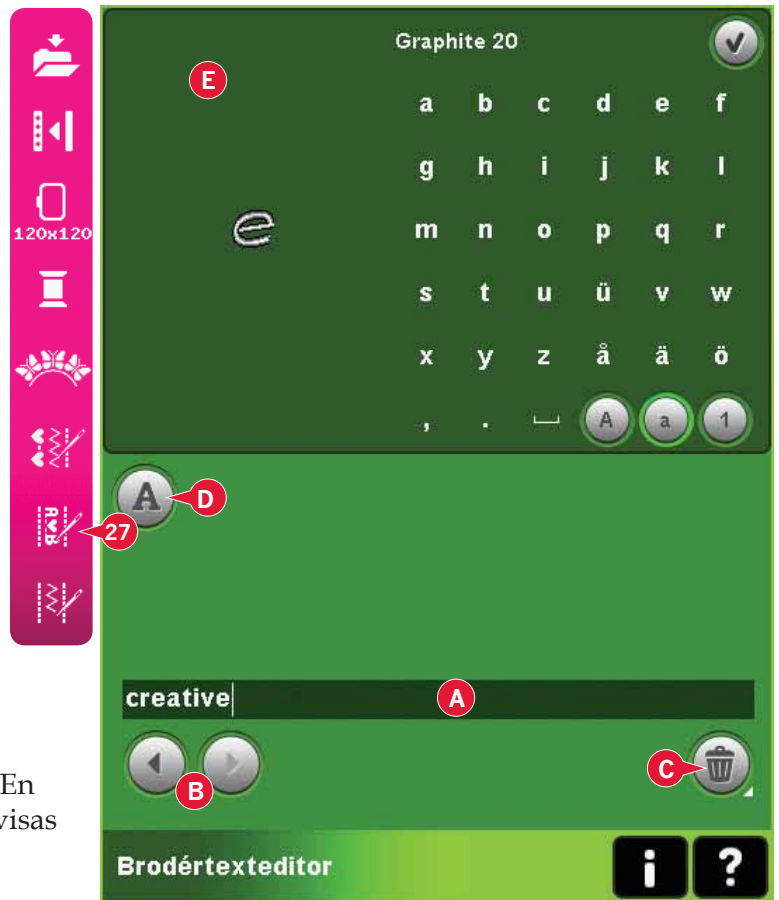 120x120
Graphite 20
E
e
a b c d e f
g h i j k l
m n o p q r
s t u ü v w
x y z å ä ö
, . A a 1
A
D
27
creative
A
B
C
En
visas
Brodértexteditor
i ?